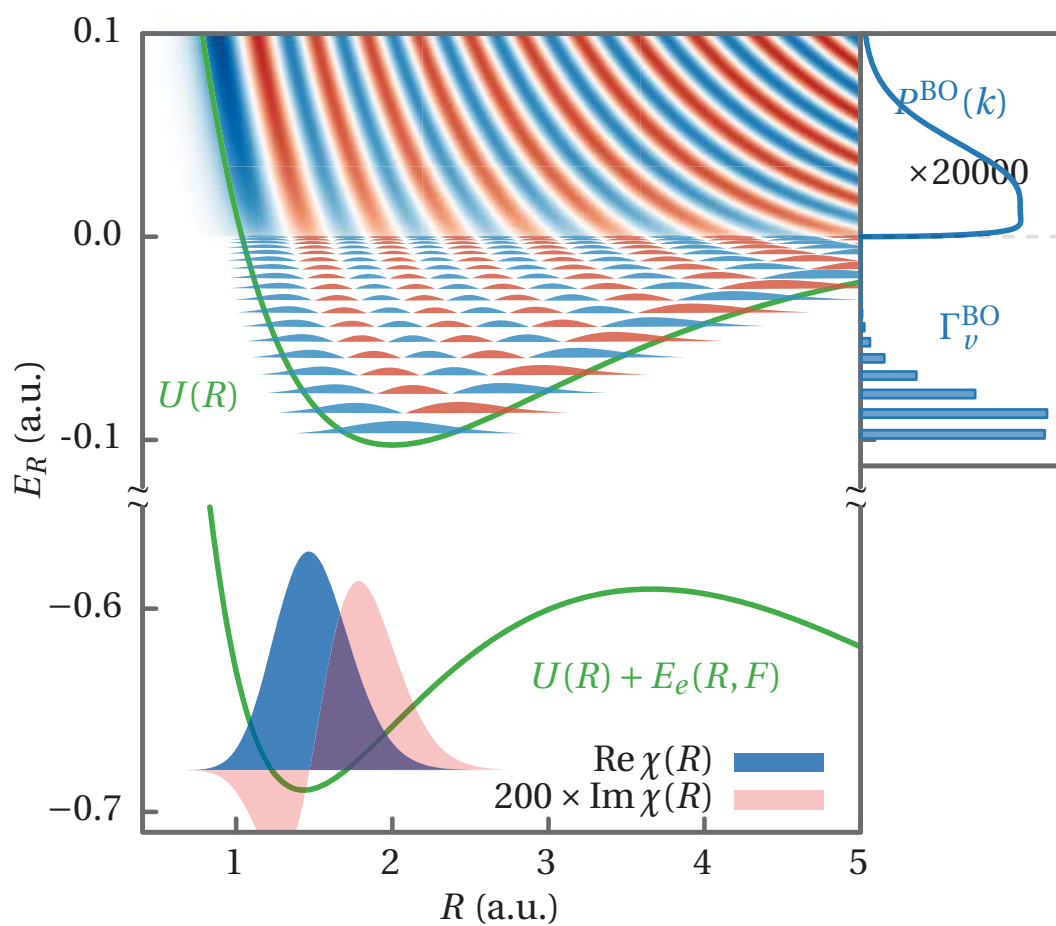 0.1
P^BO(k)
×20000
0.0
Γ_ν^BO
U(R)
-0.1
E_R (a.u.)
−0.6
U(R) + E_e(R, F)
Re χ(R)
200 × Im χ(R)
−0.7
1 2 3 4 5
R (a.u.)